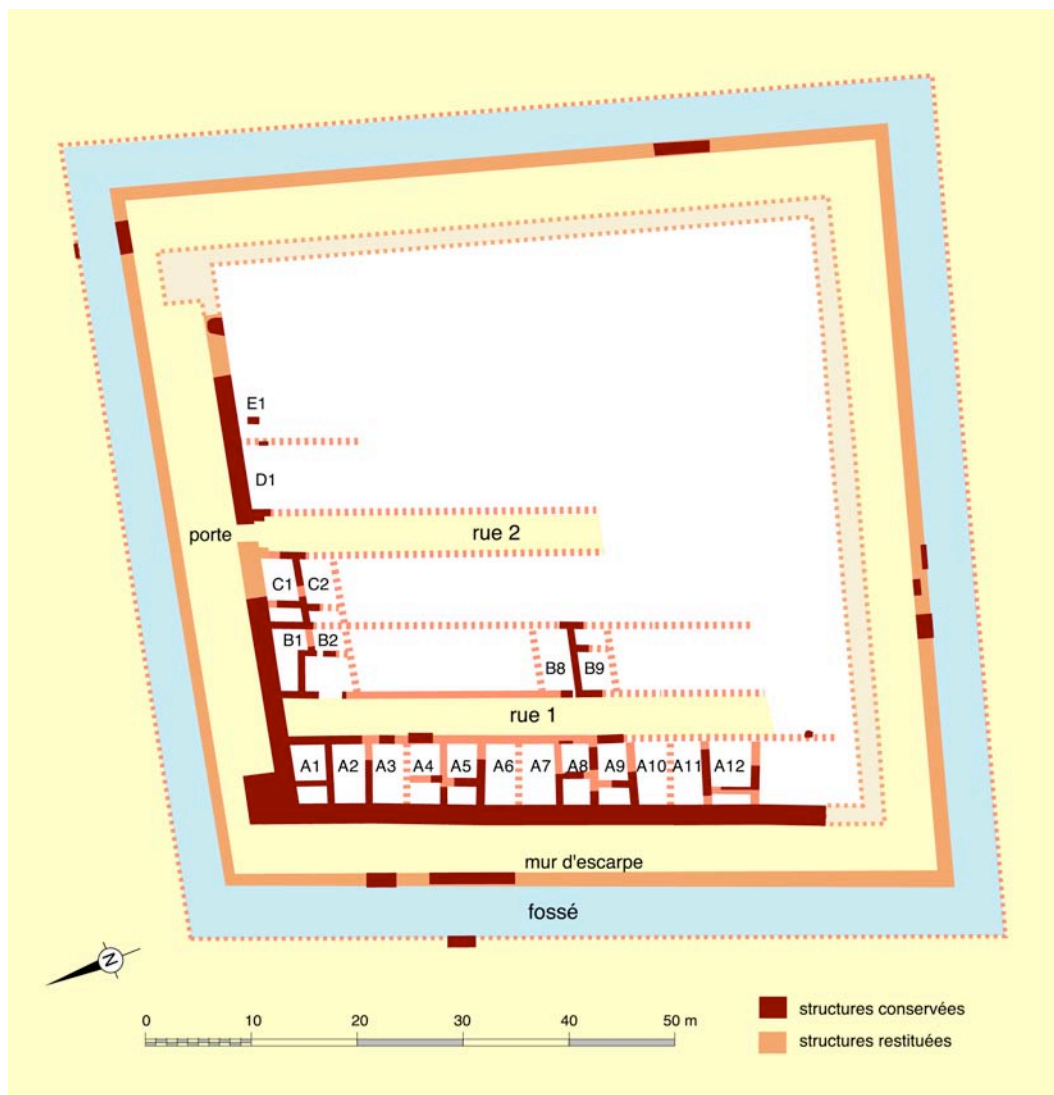 E1
D1
porte
rue 2
C1 C2
B1 B2
B8 B9
rue 1
A1 A2 A3 A4 A5 A6 A7 A8 A9 A10 A11 A12
mur d'escarpe
fossé
N
0 10 20 30 40 50 m
structures conservées
structures restituées